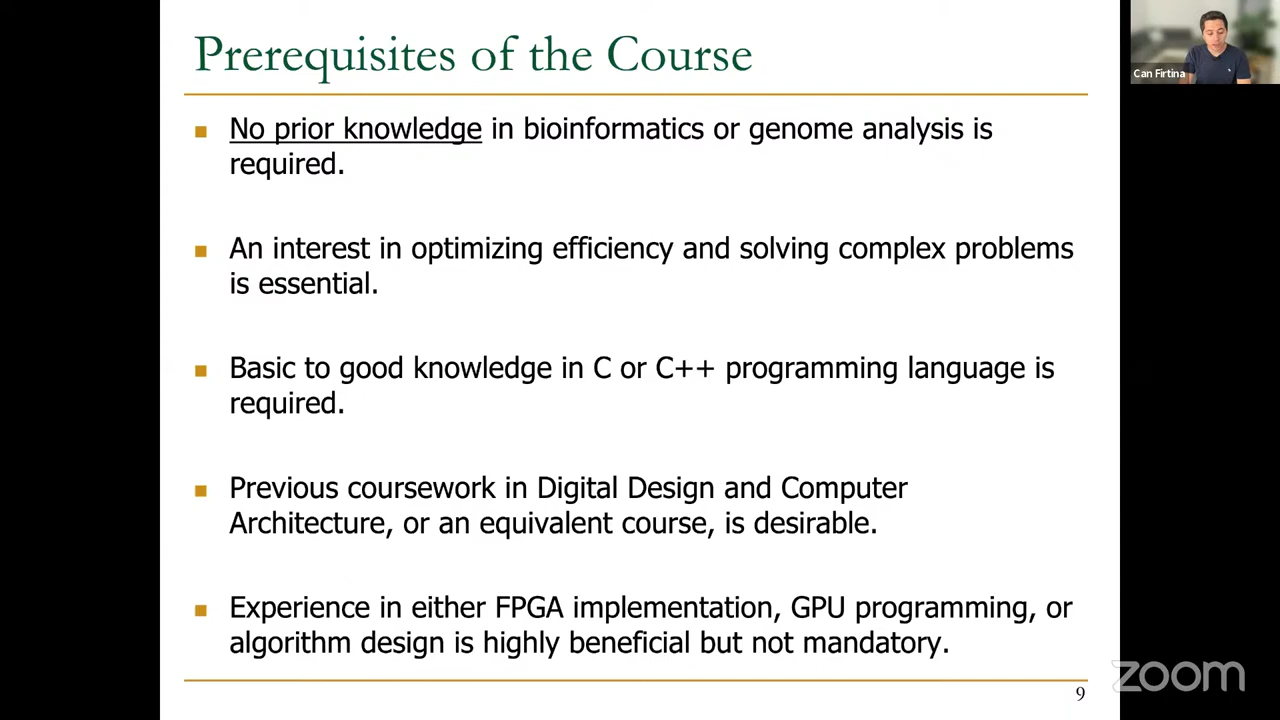 Prerequisites of the Course
No prior knowledge in bioinformatics or genome analysis is
required.
An interest in optimizing efficiency and solving complex problems
is essential.
Basic to good knowledge in C or C++ programming language is
required.
Previous coursework in Digital Design and Computer
Architecture, or an equivalent course, is desirable.
Experience in either FPGA implementation, GPU programming, or
algorithm design is highly beneficial but not mandatory.
9
Can Firtina
zoom